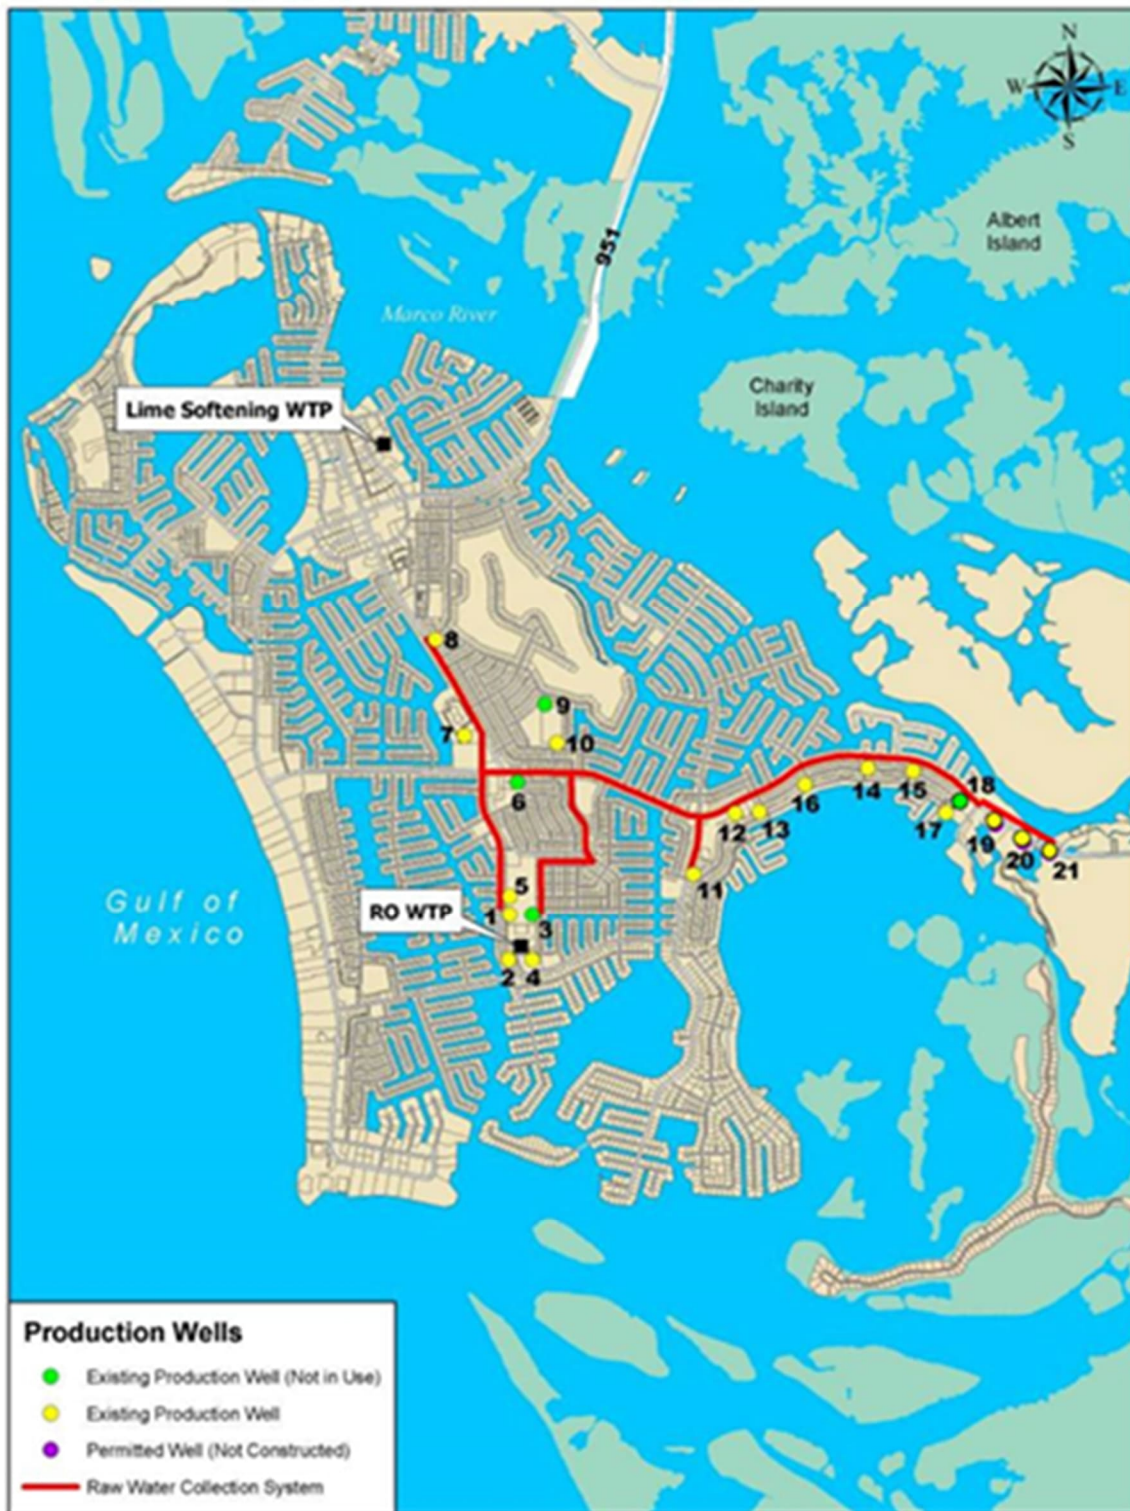 N
W E
S
Albert
Island
951
Marco River
Charity
Island
Lime Softening WTP
8
9
7
10
6
18
14
15
16
12
13
17
19
20
21
11
5
RO WTP
1
3
2
4
Gulf of
Mexico
Production Wells
Existing Production Well (Not in Use)
Existing Production Well
Permitted Well (Not Constructed)
Raw Water Collection System